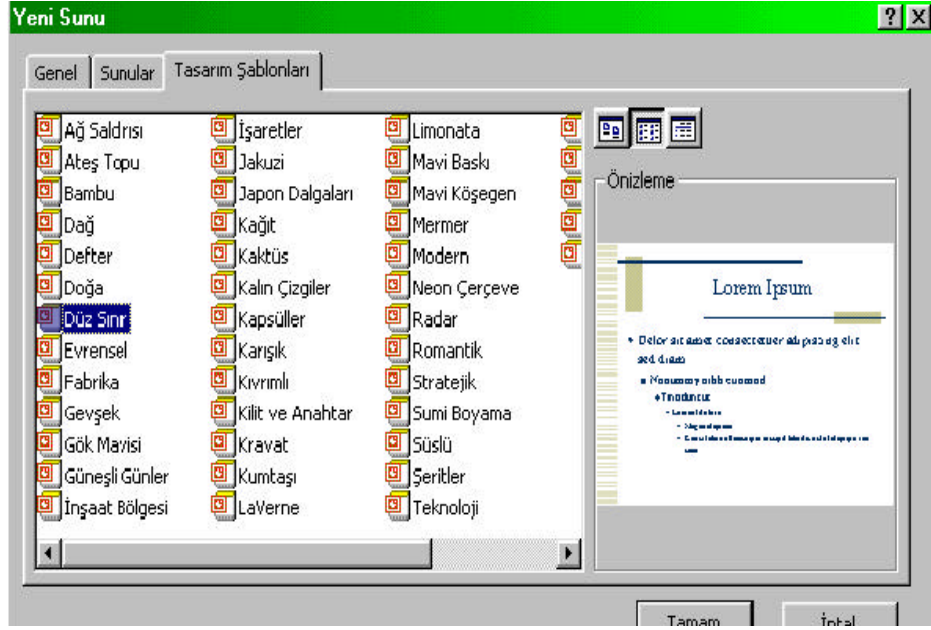 Yeni Sunu
Genel
Sunular
Tasarım Şablonları
Ağ Saldrısı
Ateş Topu
Bambu
Dağ
Defter
Doğa
Düz Sınır
Evrensel
Fabrika
Gevşek
Gök Mavisi
Güneşli Günler
İnşaat Bölgesi
İşaretler
Jakuzi
Japon Dalgaları
Kağıt
Kaktüs
Kalın Çizgiler
Kapsüller
Karışık
Kıvrımlı
Kilit ve Anahtar
Kravat
Kumtaşı
LaVerne
Limonata
Mavi Baskı
Mavi Köşegen
Mermer
Modern
Neon Çerçeve
Radar
Romantik
Stratejik
Sumi Boyama
Süslü
Şeritler
Teknoloji
Önizleme
Lorem Ipsum
sed diam
Tamam
İptal